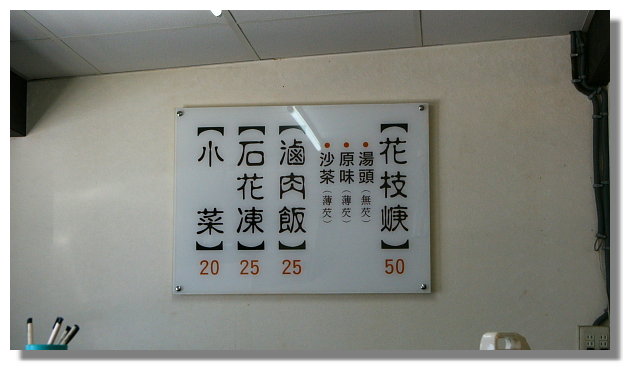 【花枝焿】
50
●湯頭(無芡)
●原味(薄芡)
●沙茶(薄芡)
【滷肉飯】
25
【石花凍】
25
【小菜】
20